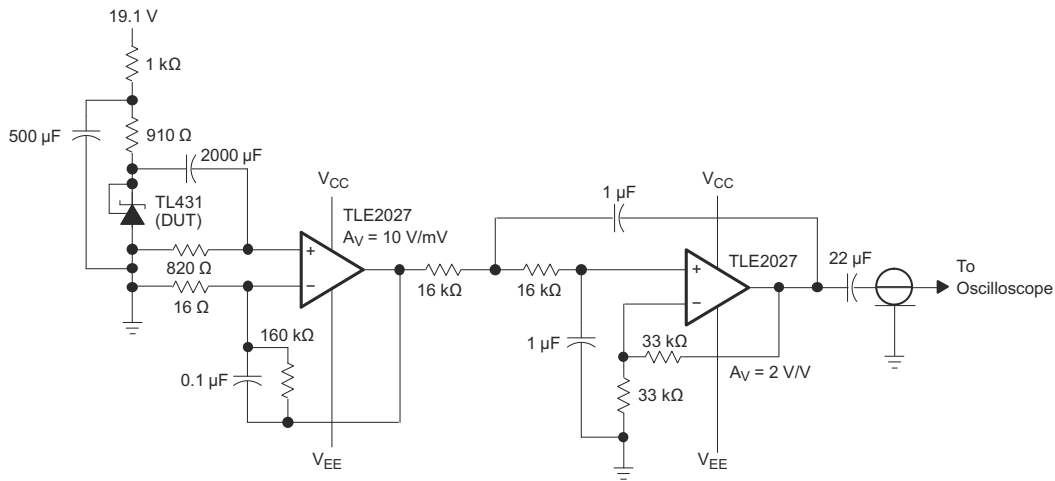 19.1 V
1 kΩ
500 µF
910 Ω
2000 µF
TL431
(DUT)
820 Ω
16 Ω
160 kΩ
0.1 µF
VCC
TLE2027
AV = 10 V/mV
VEE
16 kΩ
16 kΩ
1 µF
1 µF
VCC
TLE2027
33 kΩ
AV = 2 V/V
33 kΩ
VEE
22 µF
To
Oscilloscope
+
−
+
−